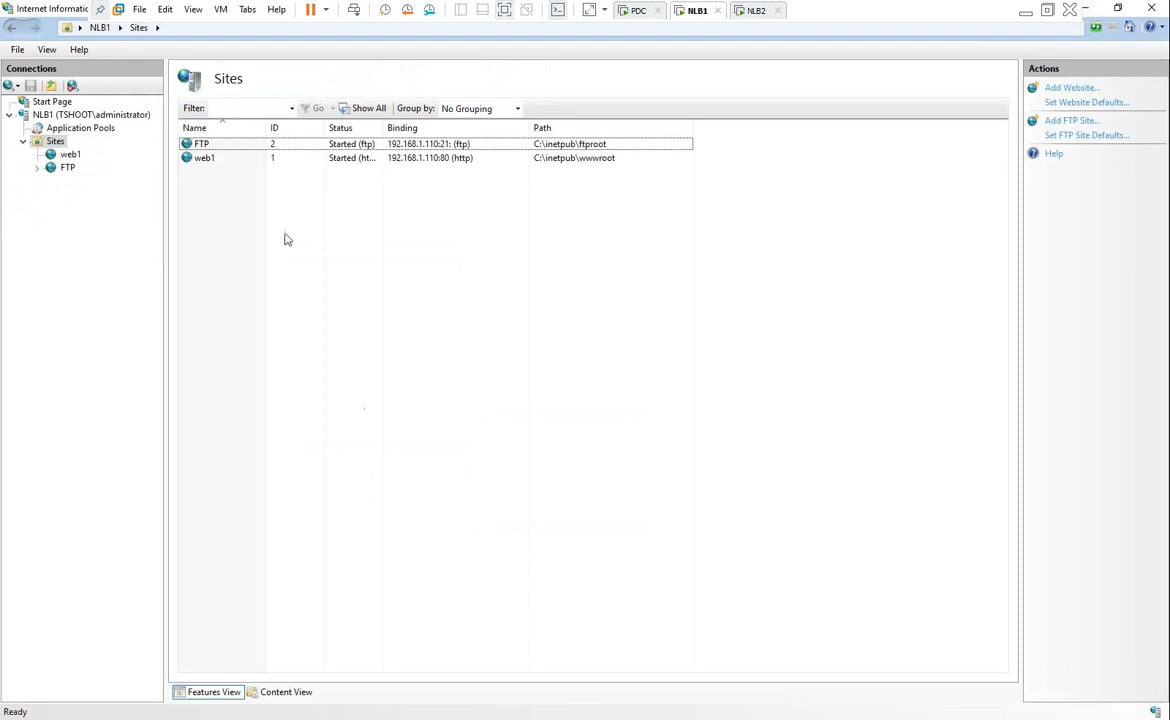 Internet Informatic File Edit View VM Tabs Help PDC NLB1 NLB2
NLB1 Sites
File View Help
Connections
Start Page
NLB1 (TSHOOT\administrator)
Application Pools
Sites
web1
FTP
Sites
Filter: Go Show All Group by: No Grouping
Name ID Status Binding Path
FTP 2 Started (ftp) 192.168.1.110:21: (ftp) C:\inetpub\ftproot
web1 1 Started (ht... 192.168.1.110:80 (http) C:\inetpub\wwwroot
Features View Content View
Actions
Add Website...
Set Website Defaults...
Add FTP Site...
Set FTP Site Defaults...
Help
Ready